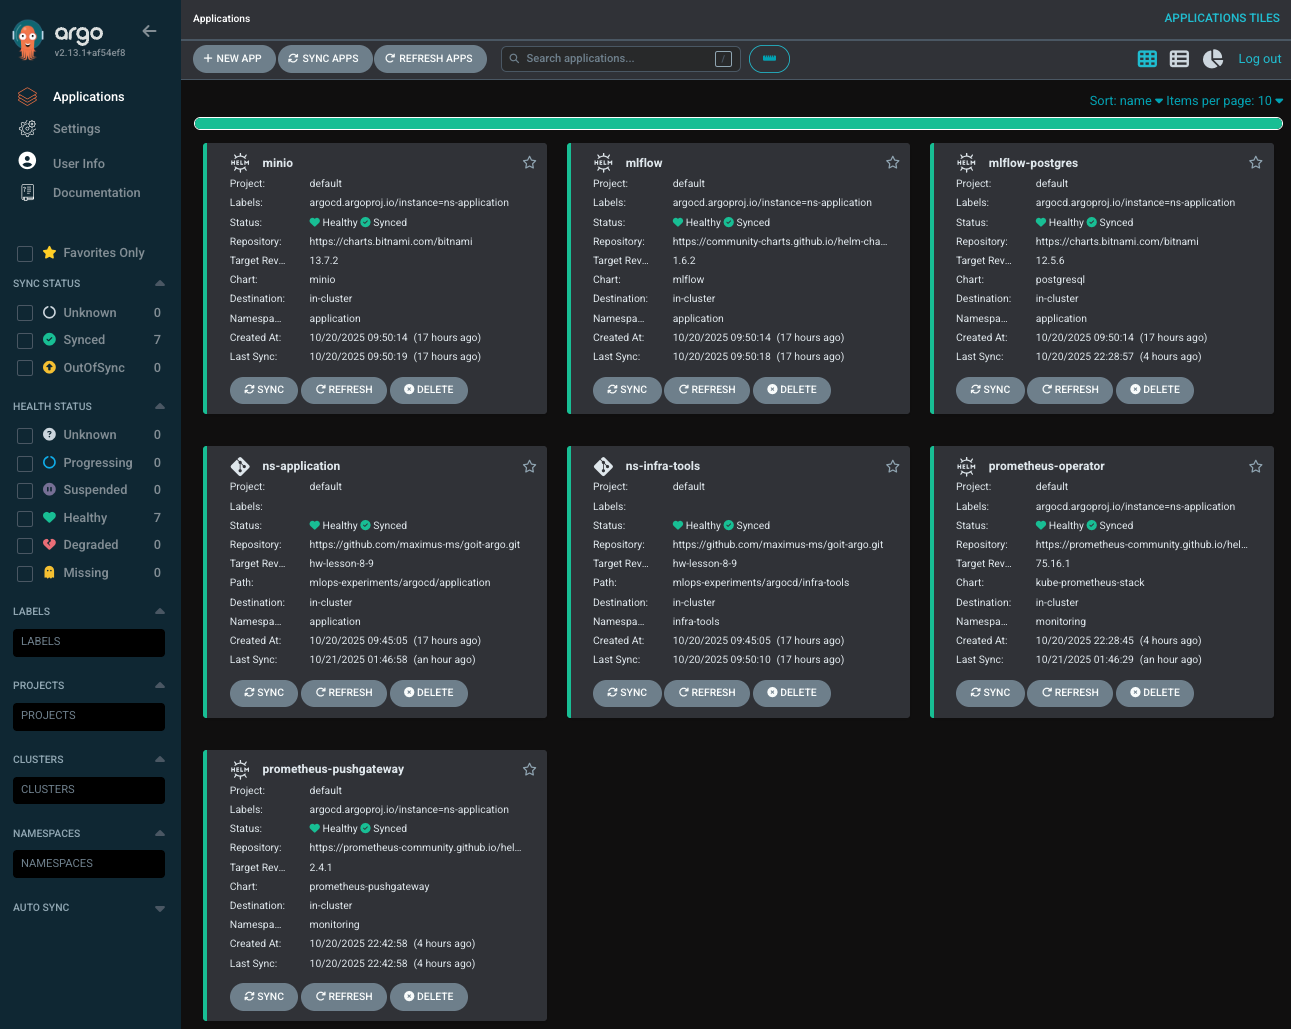 argo
v2.13.1+af54ef8
Applications
Settings
User Info
Documentation
Favorites Only
SYNC STATUS
Unknown 0
Synced 7
OutOfSync 0
HEALTH STATUS
Unknown 0
Progressing 0
Suspended 0
Healthy 7
Degraded 0
Missing 0
LABELS
LABELS
PROJECTS
PROJECTS
CLUSTERS
CLUSTERS
NAMESPACES
NAMESPACES
AUTO SYNC
Applications
APPLICATIONS TILES
NEW APP SYNC APPS REFRESH APPS Search applications... / Log out
Sort: name Items per page: 10
HELM minio
Project: default
Labels: argocd.argoproj.io/instance=ns-application
Status: Healthy Synced
Repository: https://charts.bitnami.com/bitnami
Target Rev... 13.7.2
Chart: minio
Destination: in-cluster
Namespa... application
Created At: 10/20/2025 09:50:14 (17 hours ago)
Last Sync: 10/20/2025 09:50:19 (17 hours ago)
SYNC REFRESH DELETE
HELM mlflow
Project: default
Labels: argocd.argoproj.io/instance=ns-application
Status: Healthy Synced
Repository: https://community-charts.github.io/helm-cha...
Target Rev... 1.6.2
Chart: mlflow
Destination: in-cluster
Namespa... application
Created At: 10/20/2025 09:50:14 (17 hours ago)
Last Sync: 10/20/2025 09:50:18 (17 hours ago)
SYNC REFRESH DELETE
HELM mlflow-postgres
Project: default
Labels: argocd.argoproj.io/instance=ns-application
Status: Healthy Synced
Repository: https://charts.bitnami.com/bitnami
Target Rev... 12.5.6
Chart: postgresql
Destination: in-cluster
Namespa... application
Created At: 10/20/2025 09:50:14 (17 hours ago)
Last Sync: 10/20/2025 22:28:57 (4 hours ago)
SYNC REFRESH DELETE
ns-application
Project: default
Labels:
Status: Healthy Synced
Repository: https://github.com/maximus-ms/goit-argo.git
Target Rev... hw-lesson-8-9
Path: mlops-experiments/argocd/application
Destination: in-cluster
Namespa... application
Created At: 10/20/2025 09:45:05 (17 hours ago)
Last Sync: 10/21/2025 01:46:58 (an hour ago)
SYNC REFRESH DELETE
ns-infra-tools
Project: default
Labels:
Status: Healthy Synced
Repository: https://github.com/maximus-ms/goit-argo.git
Target Rev... hw-lesson-8-9
Path: mlops-experiments/argocd/infra-tools
Destination: in-cluster
Namespa... infra-tools
Created At: 10/20/2025 09:45:05 (17 hours ago)
Last Sync: 10/20/2025 09:50:10 (17 hours ago)
SYNC REFRESH DELETE
HELM prometheus-operator
Project: default
Labels: argocd.argoproj.io/instance=ns-application
Status: Healthy Synced
Repository: https://prometheus-community.github.io/hel...
Target Rev... 75.16.1
Chart: kube-prometheus-stack
Destination: in-cluster
Namespa... monitoring
Created At: 10/20/2025 22:28:45 (4 hours ago)
Last Sync: 10/21/2025 01:46:29 (an hour ago)
SYNC REFRESH DELETE
HELM prometheus-pushgateway
Project: default
Labels: argocd.argoproj.io/instance=ns-application
Status: Healthy Synced
Repository: https://prometheus-community.github.io/hel...
Target Rev... 2.4.1
Chart: prometheus-pushgateway
Destination: in-cluster
Namespa... monitoring
Created At: 10/20/2025 22:42:58 (4 hours ago)
Last Sync: 10/20/2025 22:42:58 (4 hours ago)
SYNC REFRESH DELETE